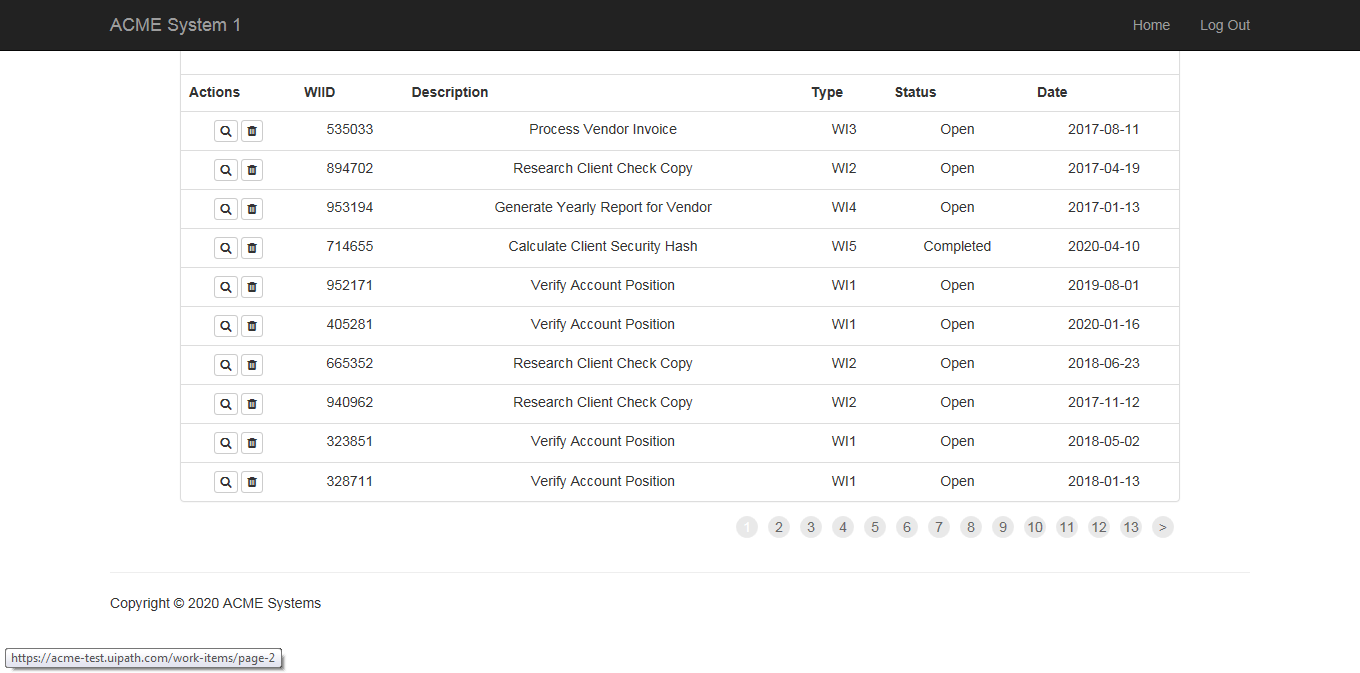 ACME System 1 Home Log Out
Actions WIID Description Type Status Date
535033 Process Vendor Invoice WI3 Open 2017-08-11
894702 Research Client Check Copy WI2 Open 2017-04-19
953194 Generate Yearly Report for Vendor WI4 Open 2017-01-13
714655 Calculate Client Security Hash WI5 Completed 2020-04-10
952171 Verify Account Position WI1 Open 2019-08-01
405281 Verify Account Position WI1 Open 2020-01-16
665352 Research Client Check Copy WI2 Open 2018-06-23
940962 Research Client Check Copy WI2 Open 2017-11-12
323851 Verify Account Position WI1 Open 2018-05-02
328711 Verify Account Position WI1 Open 2018-01-13
1 2 3 4 5 6 7 8 9 10 11 12 13 >
Copyright © 2020 ACME Systems
https://acme-test.uipath.com/work-items/page-2